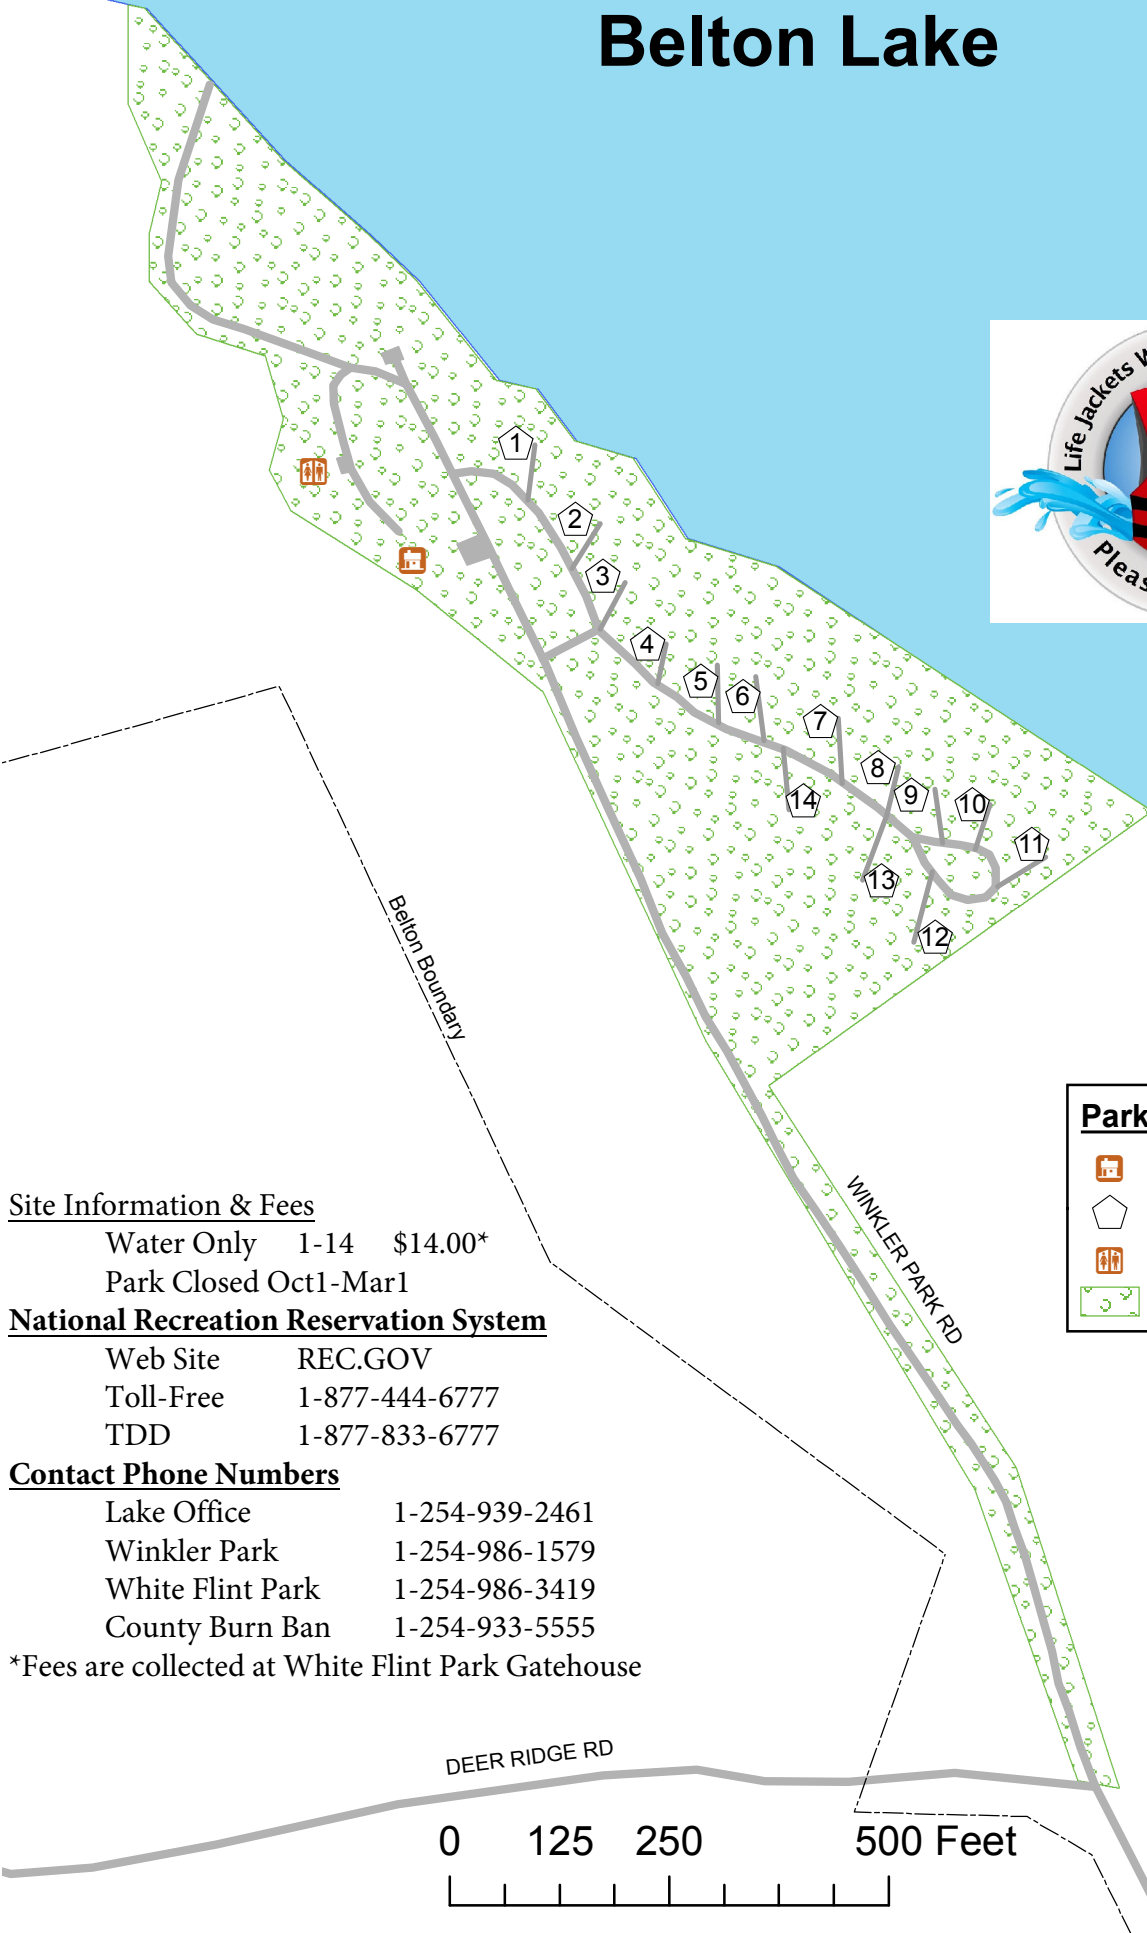 Belton Lake
Life Jackets
1
2
3
4
5
6
7
8
9
10
11
14
13
12
Belton Boundary
Park
WINKLER PARK RD
Site Information & Fees
Water Only 1-14 $14.00*
Park Closed Oct1-Mar1
National Recreation Reservation System
Web Site REC.GOV
Toll-Free 1-877-444-6777
TDD 1-877-833-6777
Contact Phone Numbers
Lake Office 1-254-939-2461
Winkler Park 1-254-986-1579
White Flint Park 1-254-986-3419
County Burn Ban 1-254-933-5555
*Fees are collected at White Flint Park Gatehouse
DEER RIDGE RD
0 125 250 500 Feet